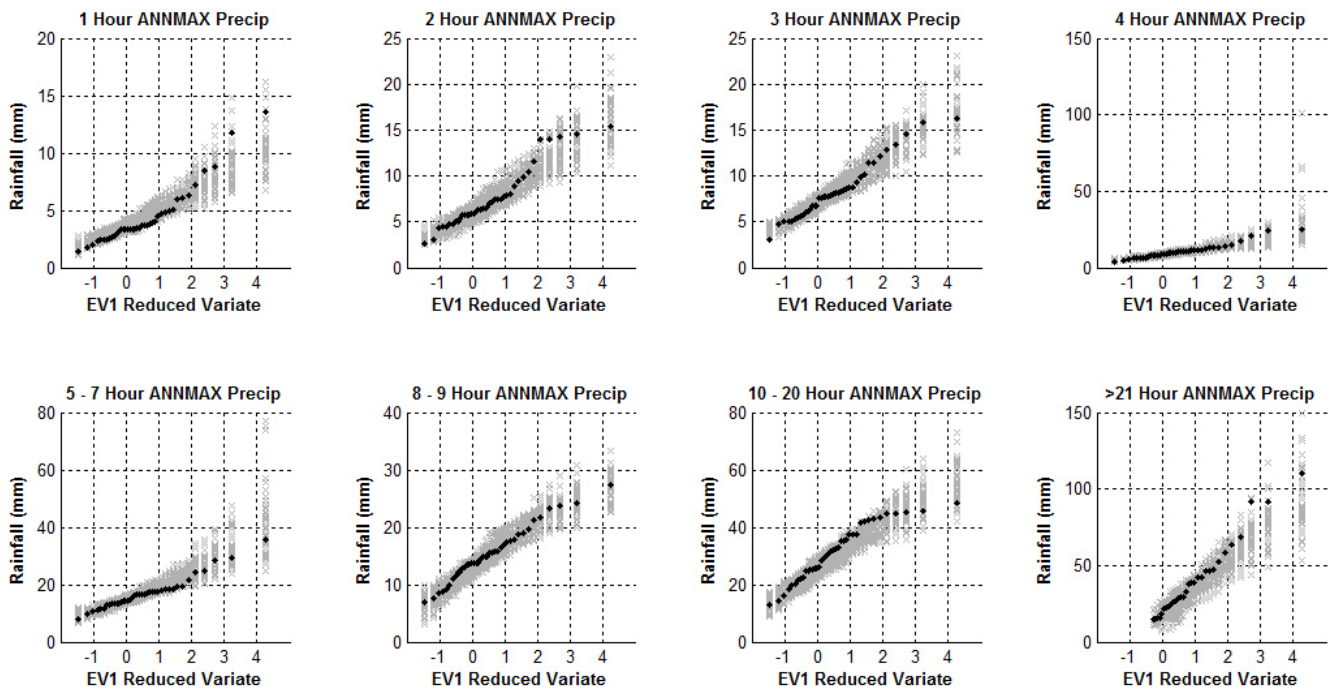 1 Hour ANNMAX Precip
20
15
10
5
0
Rainfall (mm)
-1 0 1 2 3 4
EV1 Reduced Variate
2 Hour ANNMAX Precip
25
20
15
10
5
0
Rainfall (mm)
-1 0 1 2 3 4
EV1 Reduced Variate
3 Hour ANNMAX Precip
25
20
15
10
5
0
Rainfall (mm)
-1 0 1 2 3 4
EV1 Reduced Variate
4 Hour ANNMAX Precip
150
100
50
0
Rainfall (mm)
-1 0 1 2 3 4
EV1 Reduced Variate
5 - 7 Hour ANNMAX Precip
80
60
40
20
0
Rainfall (mm)
-1 0 1 2 3 4
EV1 Reduced Variate
8 - 9 Hour ANNMAX Precip
40
30
20
10
0
Rainfall (mm)
-1 0 1 2 3 4
EV1 Reduced Variate
10 - 20 Hour ANNMAX Precip
80
60
40
20
0
Rainfall (mm)
-1 0 1 2 3 4
EV1 Reduced Variate
>21 Hour ANNMAX Precip
150
100
50
0
Rainfall (mm)
-1 0 1 2 3 4
EV1 Reduced Variate